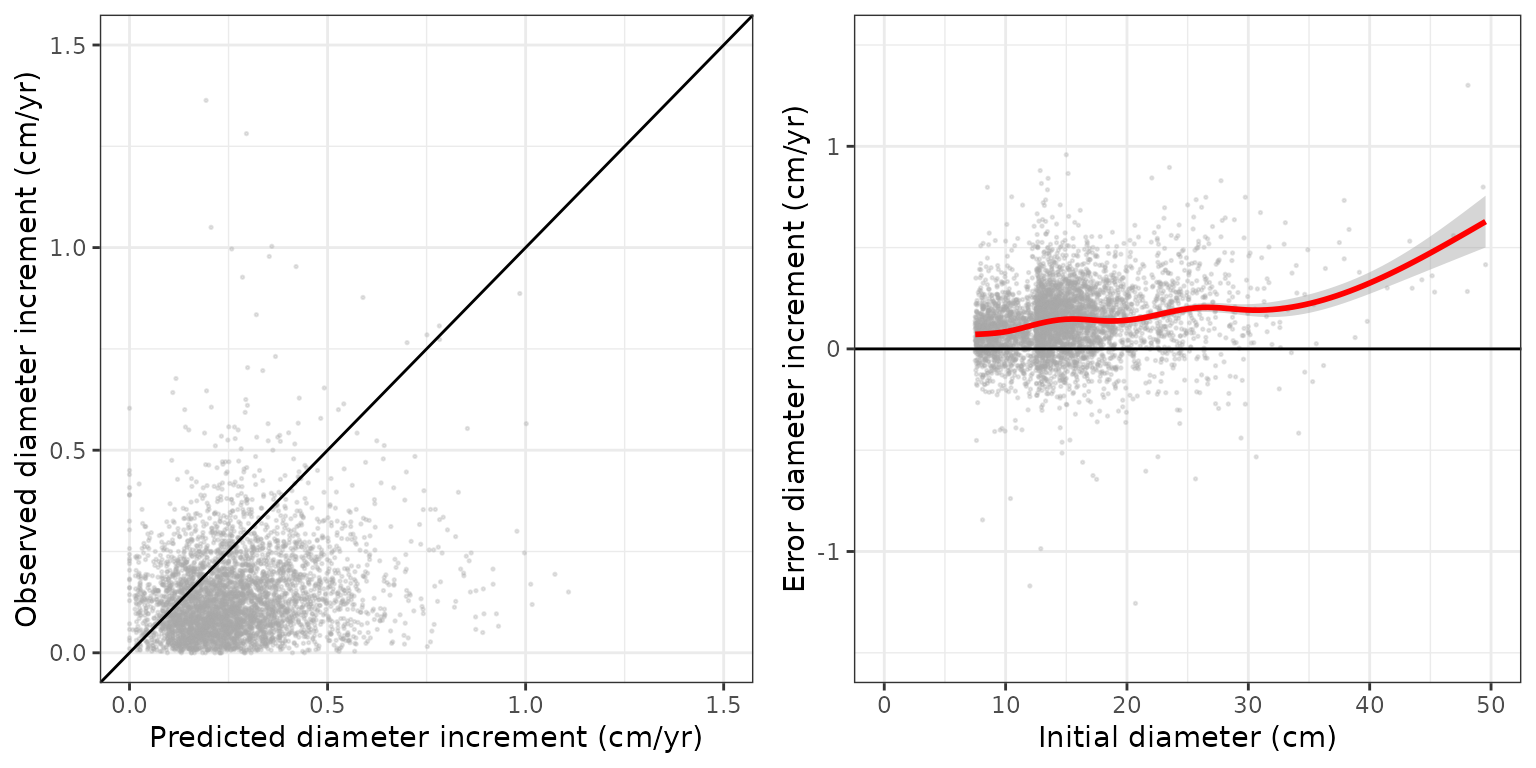 Observed diameter increment (cm/yr)
1.5
1.0
0.5
0.0
0.0 0.5 1.0 1.5
Predicted diameter increment (cm/yr)
Error diameter increment (cm/yr)
1
0
-1
0 10 20 30 40 50
Initial diameter (cm)